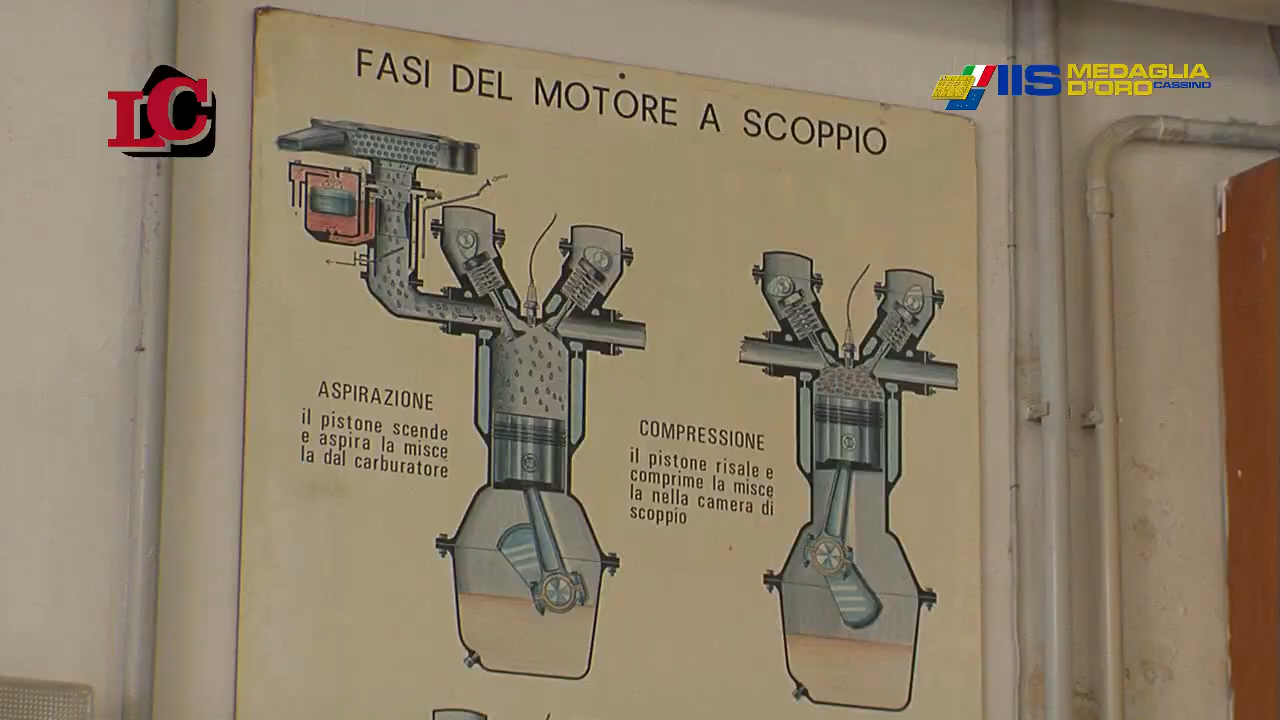 LC
IIS MEDAGLIA
D'ORO CASSINO
FASI DEL MOTORE A SCOPPIO
ASPIRAZIONE
il pistone scende
e aspira la misce
la dal carburatore
COMPRESSIONE
il pistone risale e
comprime la misce
la nella camera di
scoppio